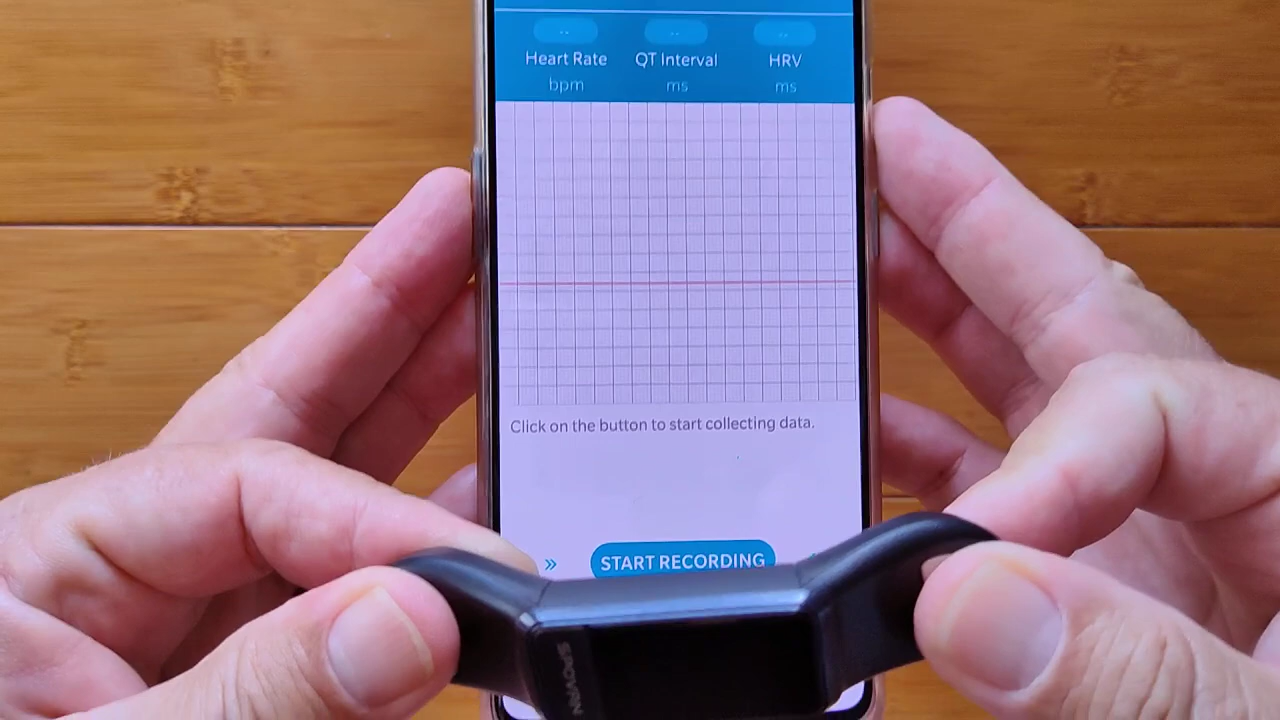 -- -- --
Heart Rate QT Interval HRV
bpm ms ms
Click on the button to start collecting data.
» START RECORDING